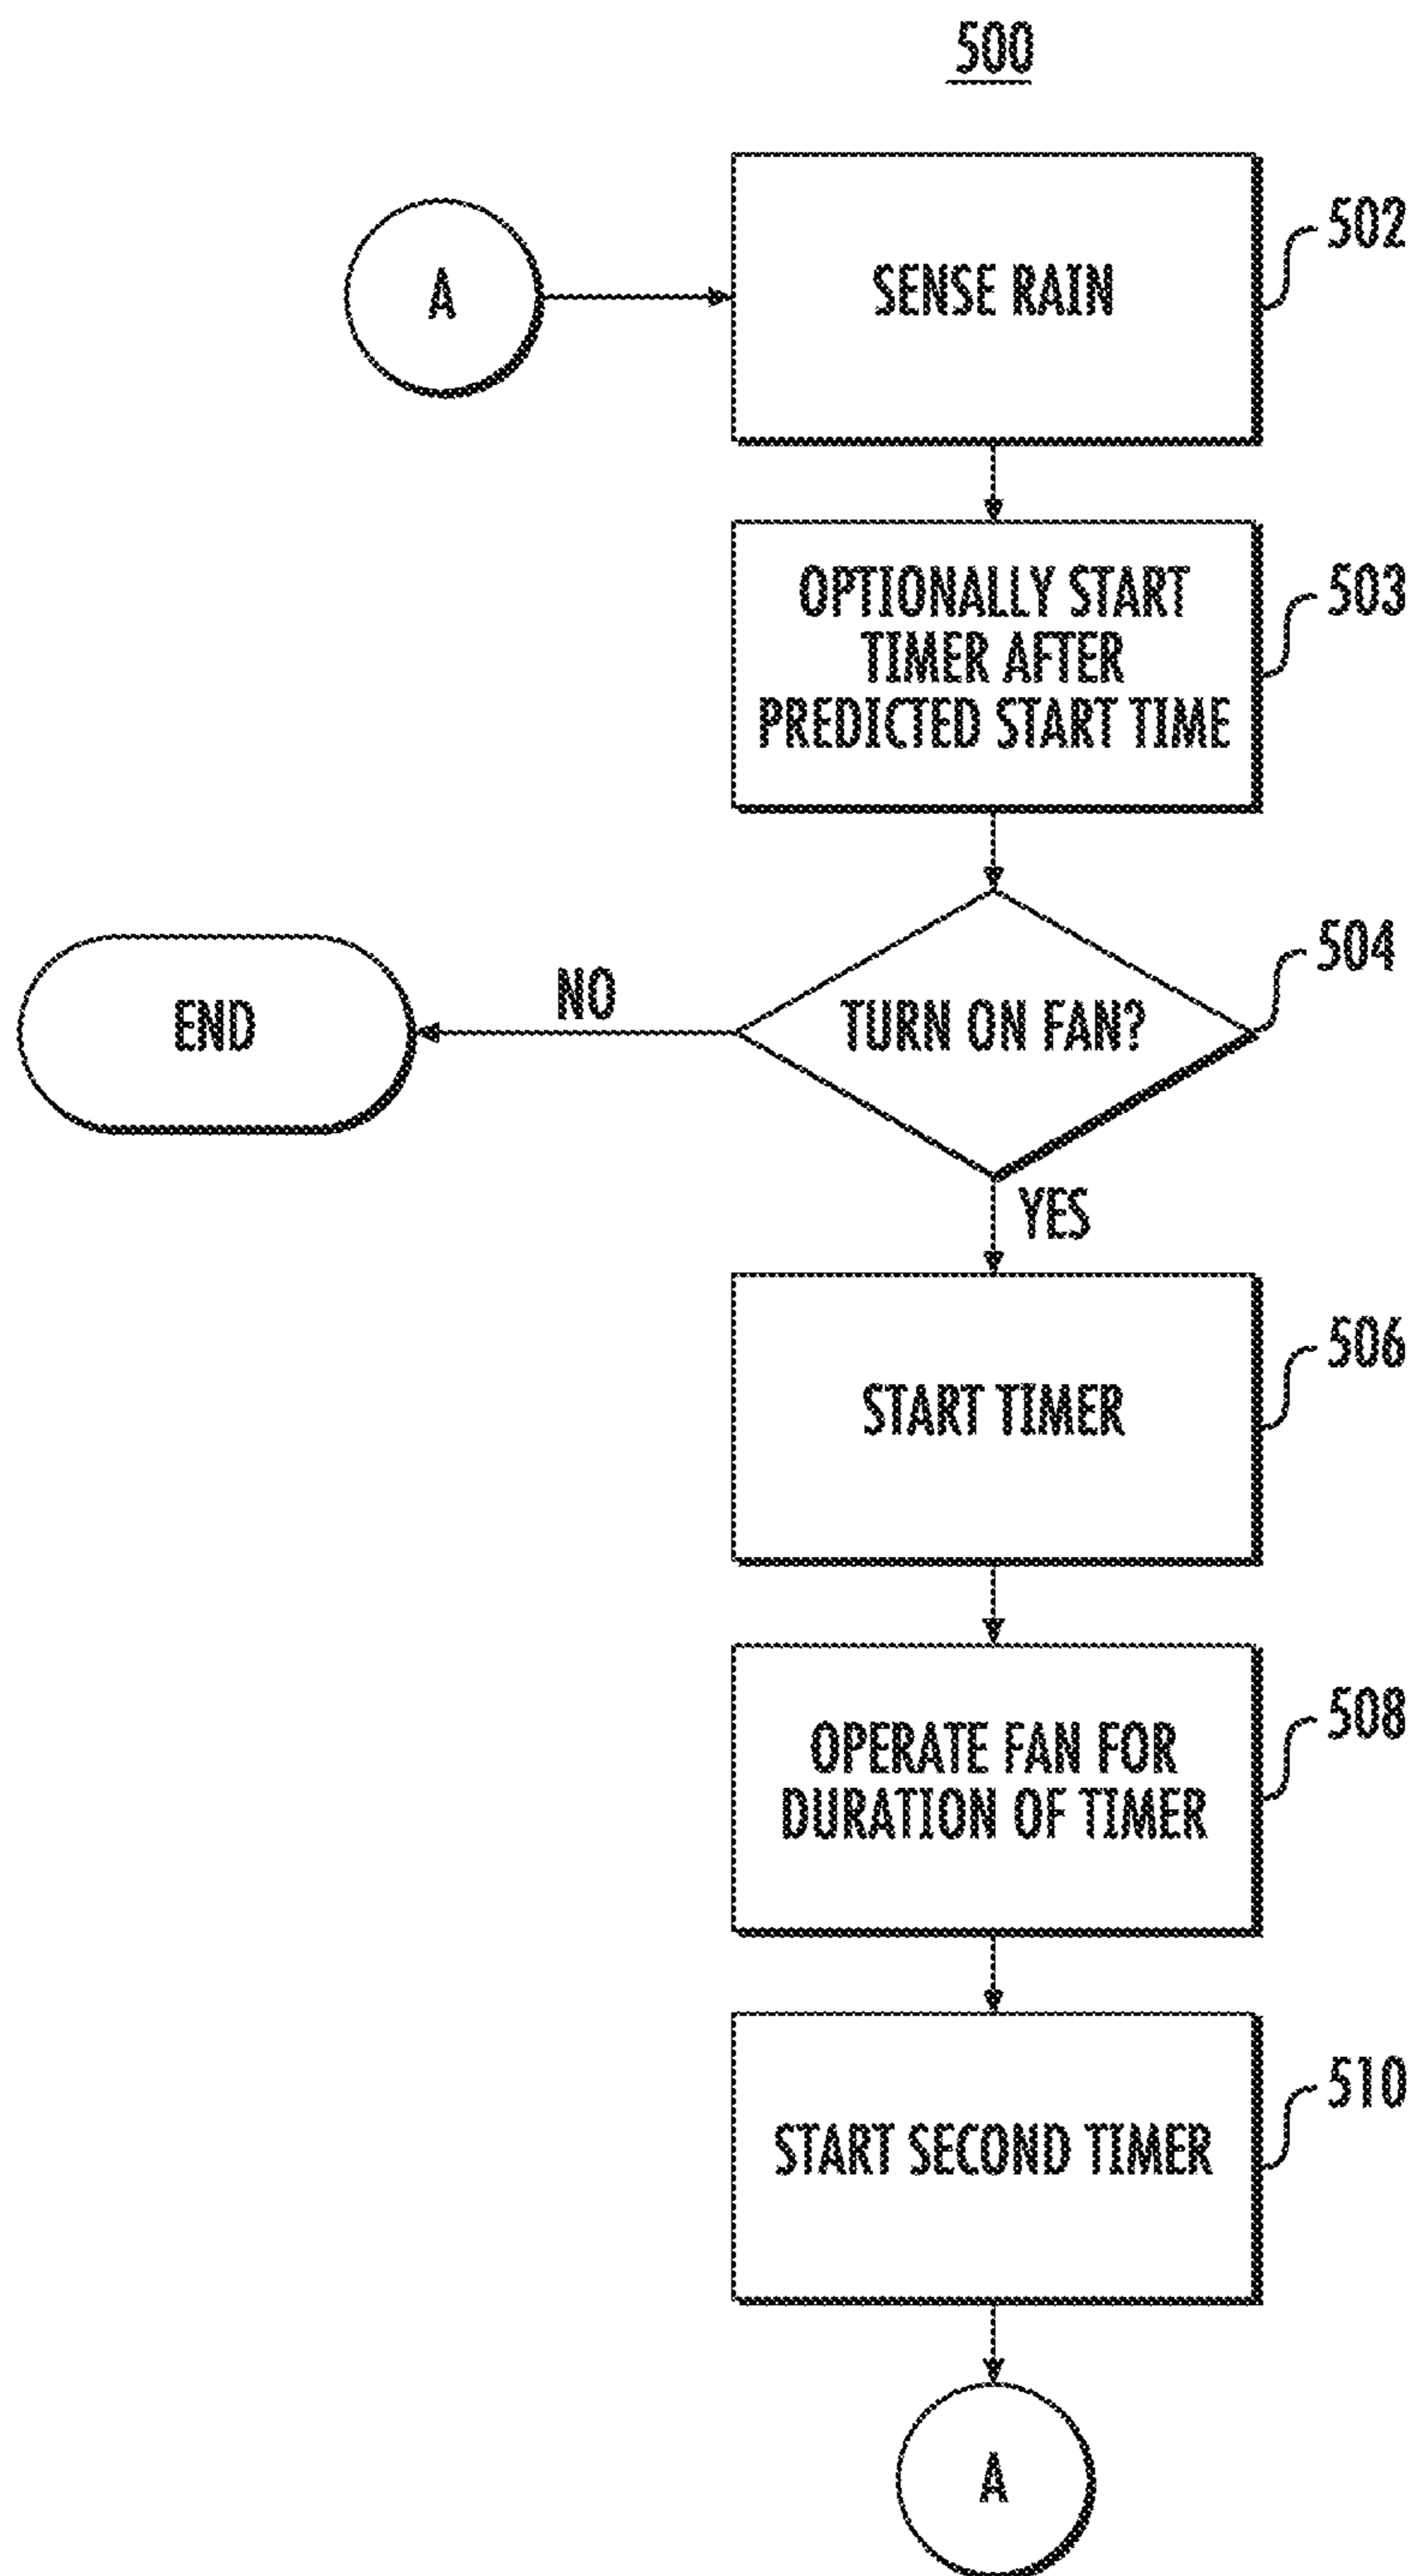 500
A
SENSE RAIN
502
OPTIONALLY START
TIMER AFTER
PREDICTED START TIME
503
TURN ON FAN?
504
NO
END
YES
START TIMER
506
OPERATE FAN FOR
DURATION OF TIMER
508
START SECOND TIMER
510
A